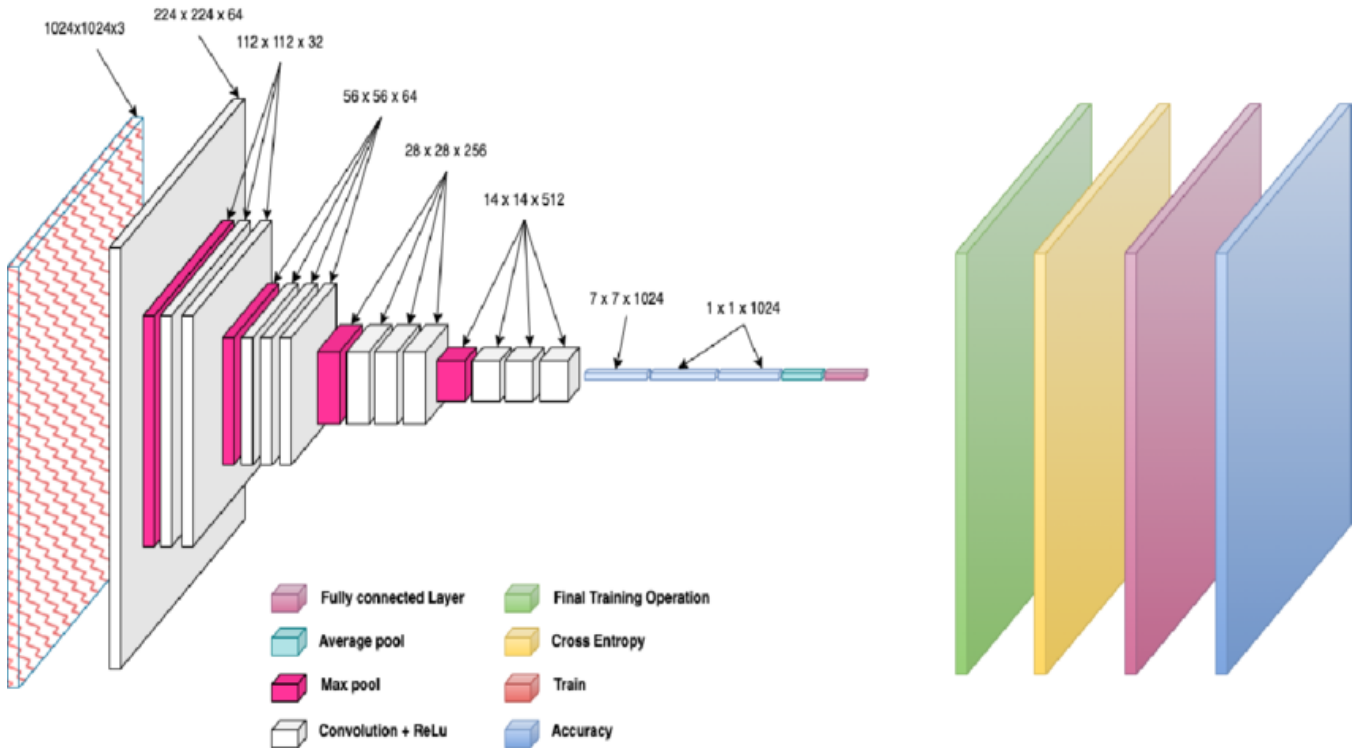 1024x1024x3
224 x 224 x 64
112 x 112 x 32
56 x 56 x 64
28 x 28 x 256
14 x 14 x 512
7 x 7 x 1024
1 x 1 x 1024
Fully connected Layer
Final Training Operation
Average pool
Cross Entropy
Max pool
Train
Convolution + ReLu
Accuracy